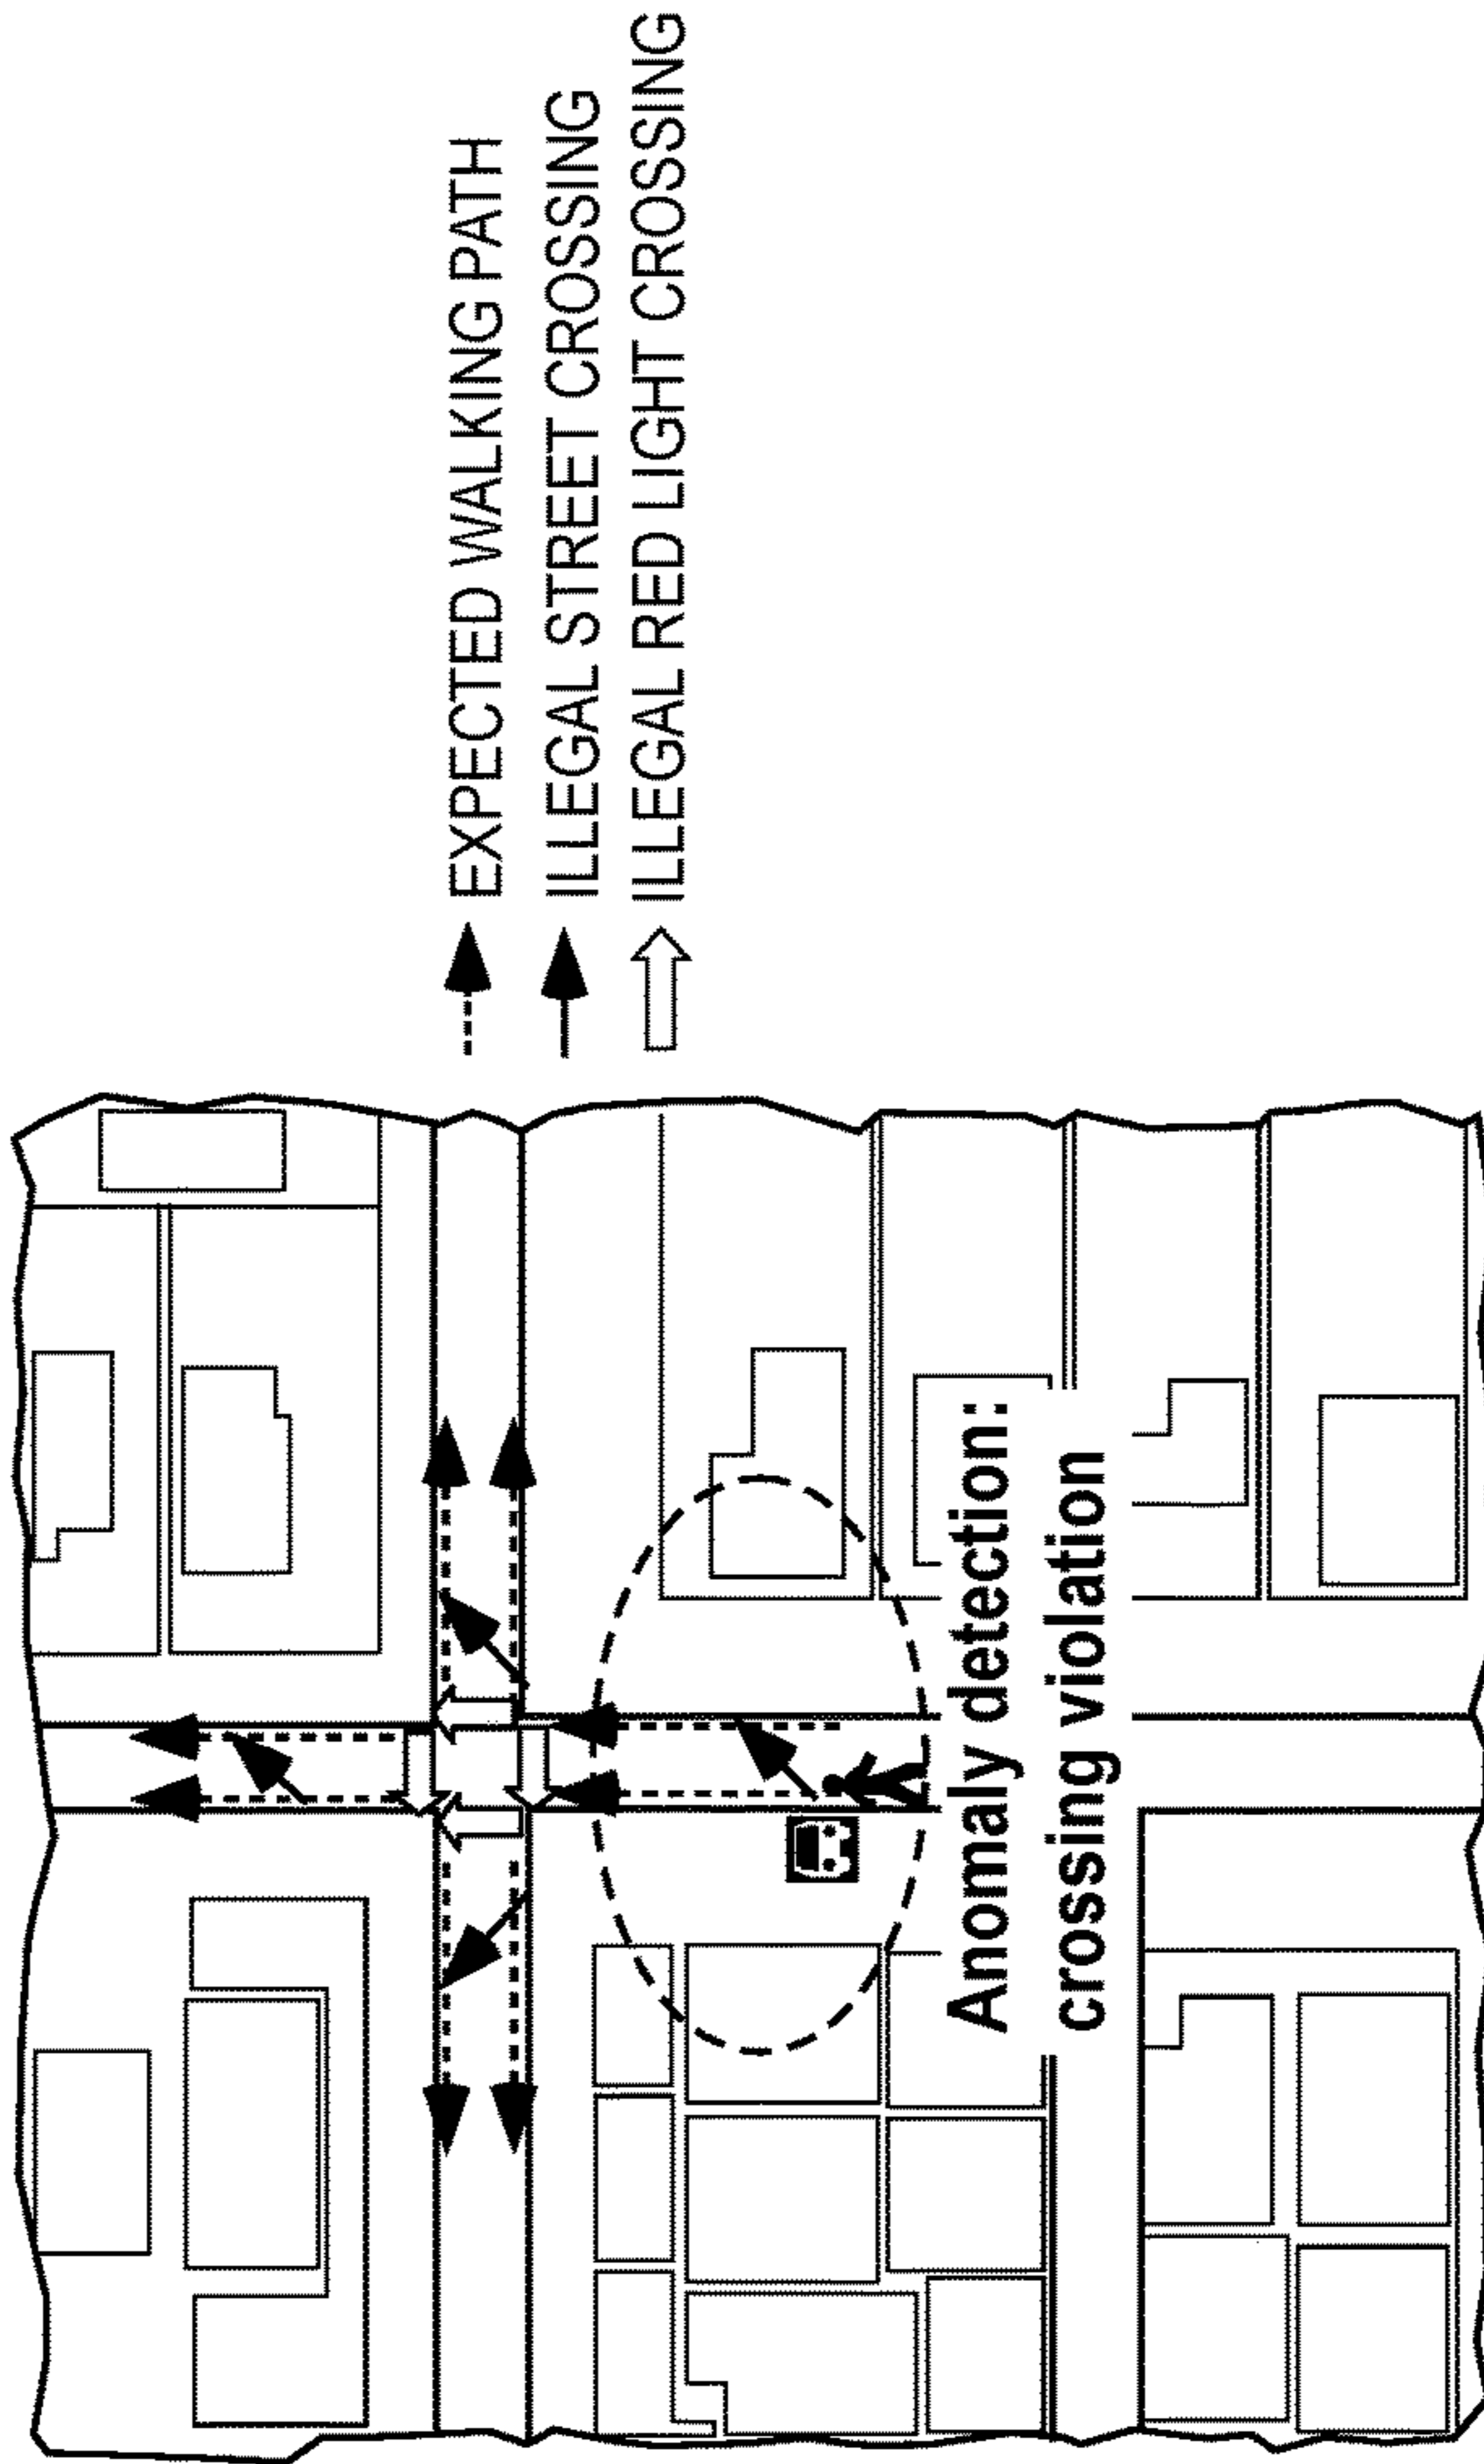 EXPECTED WALKING PATH
ILLEGAL STREET CROSSING
ILLEGAL RED LIGHT CROSSING
Anomaly detection:
crossing violation